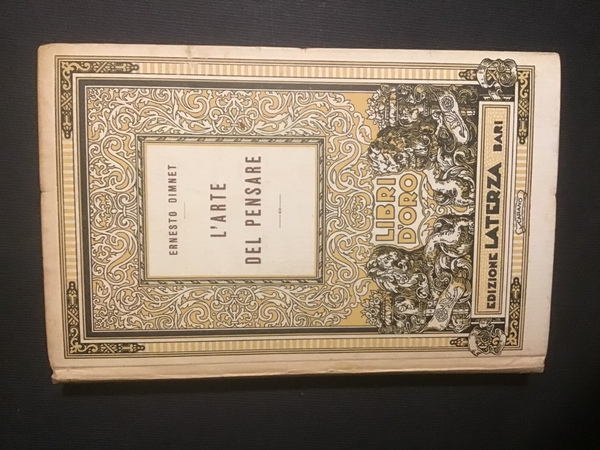 ERNESTO DIMNET
L'ARTE
DEL PENSARE
LIBRI
D'ORO
EDIZIONE LATERZA BARI